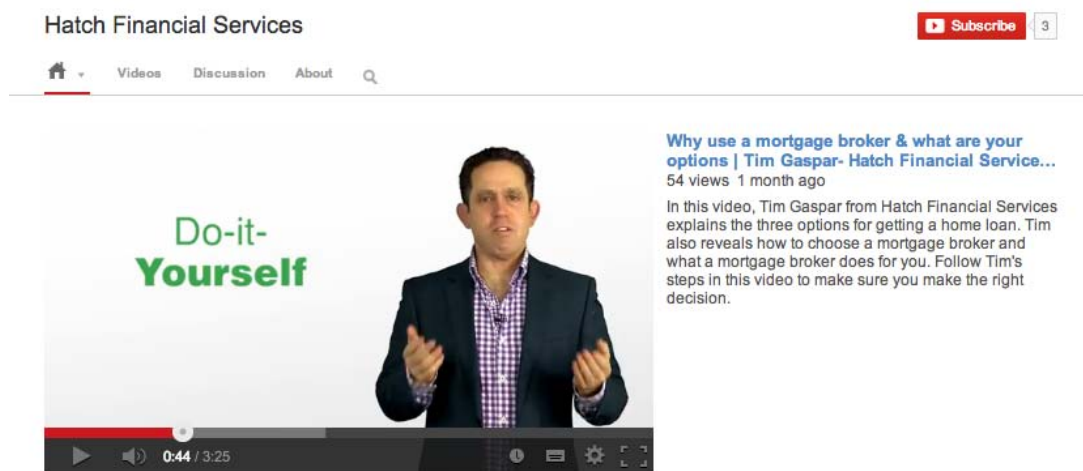 Hatch Financial Services
Subscribe 3
Videos Discussion About
Do-it-
Yourself
Why use a mortgage broker & what are your
options | Tim Gaspar- Hatch Financial Service...
54 views 1 month ago
In this video, Tim Gaspar from Hatch Financial Services
explains the three options for getting a home loan. Tim
also reveals how to choose a mortgage broker and
what a mortgage broker does for you. Follow Tim's
steps in this video to make sure you make the right
decision.
0:44 / 3:25